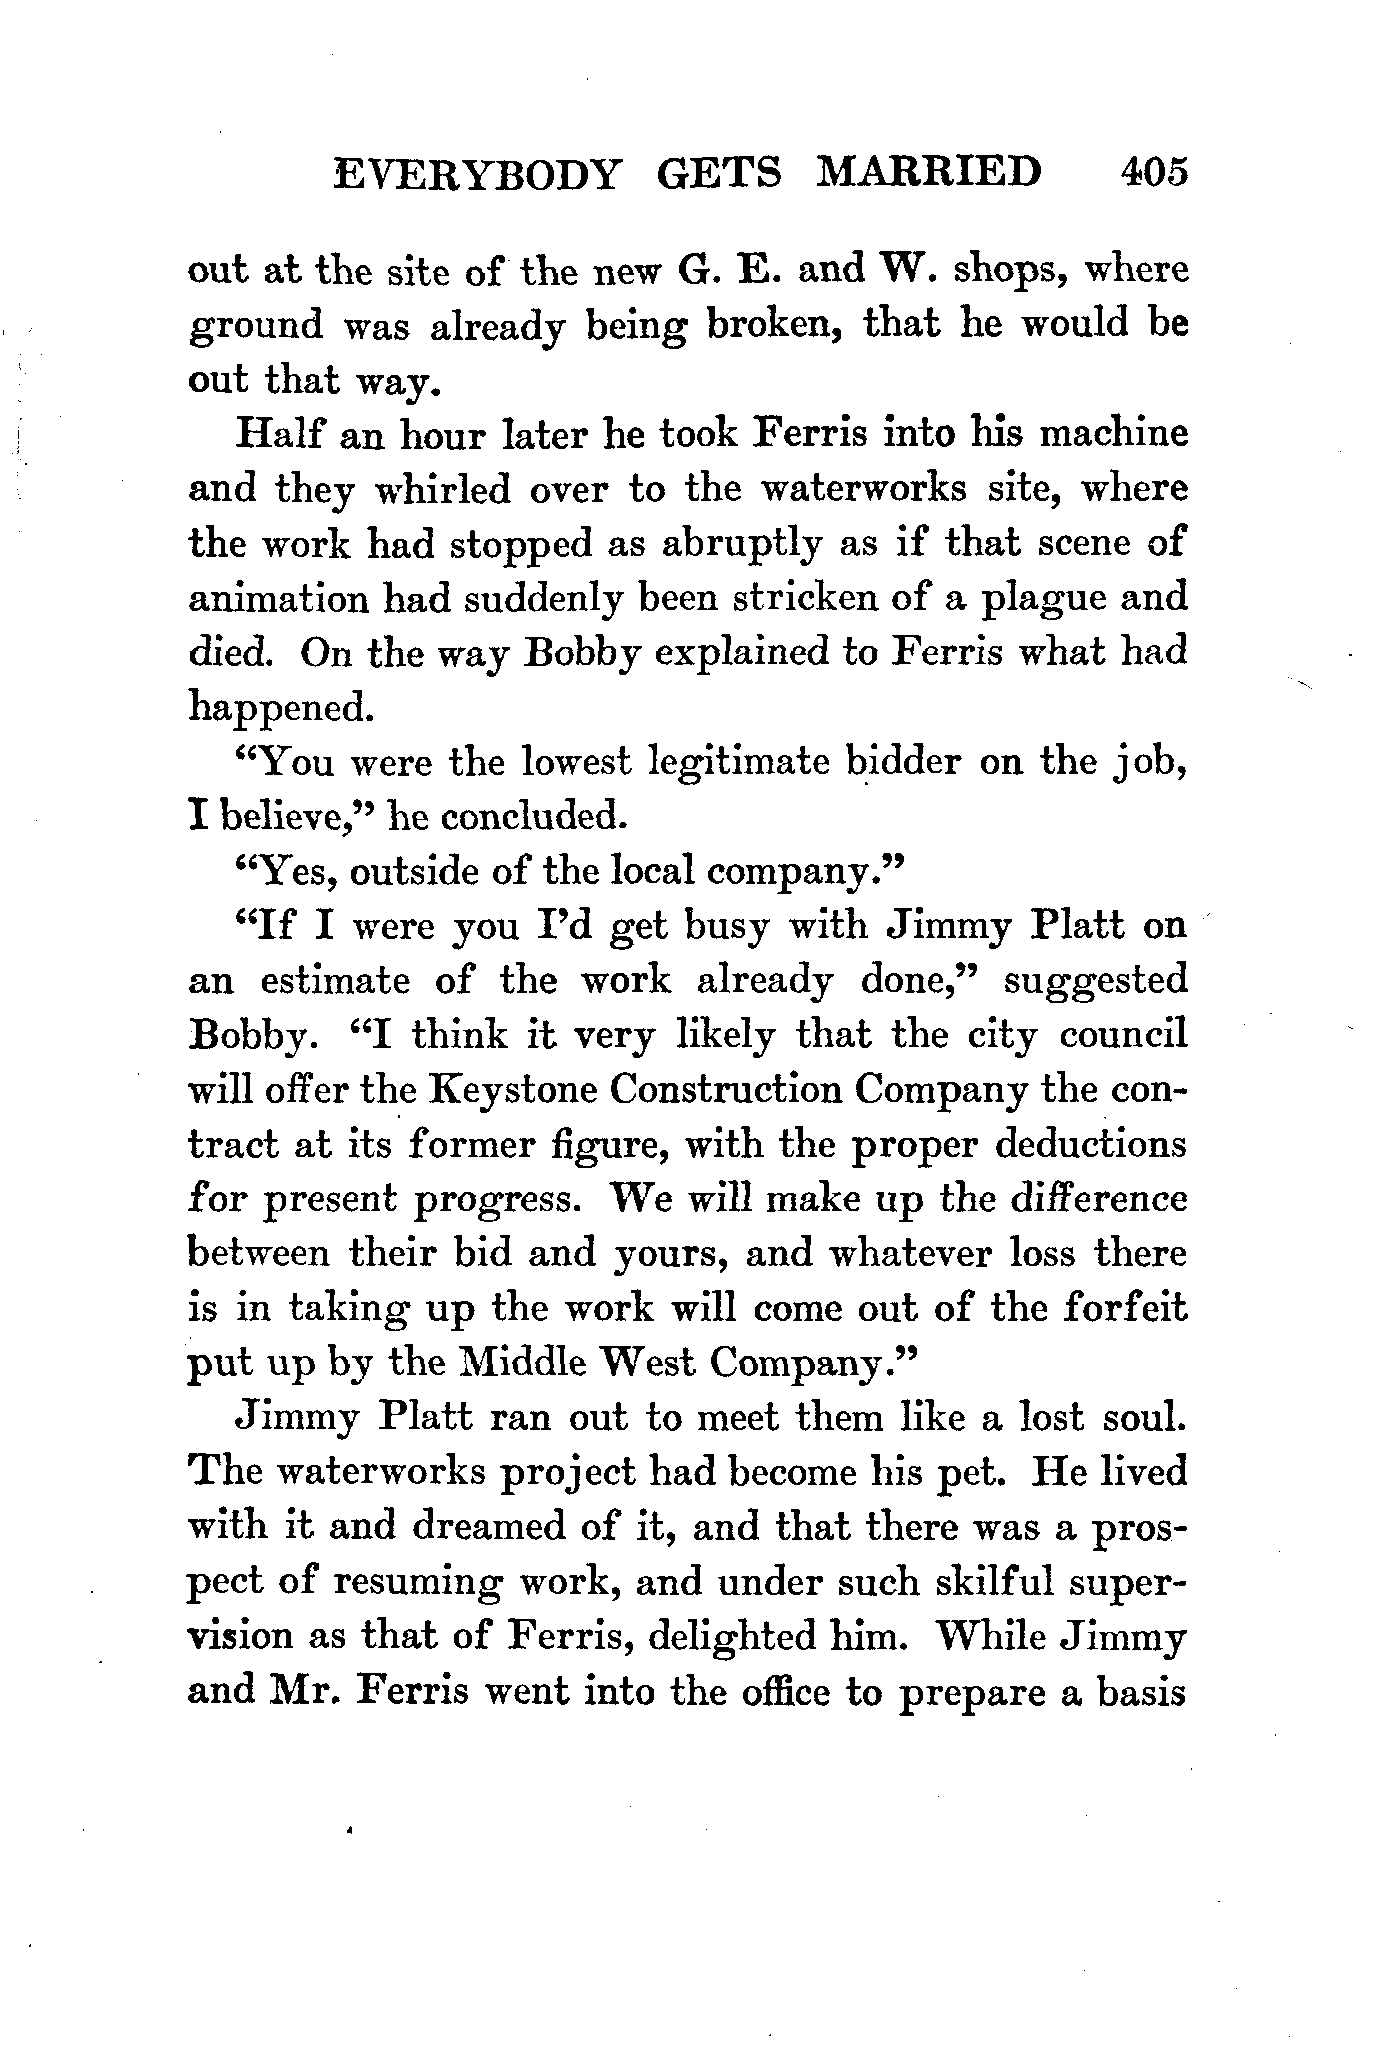 EVERYBODY GETS MARRIED 405
out at the site of the new G. E. and W. shops, where
ground was already being broken, that he would be
out that way.
Half an hour later he took Ferris into his machine
and they whirled over to the waterworks site, where
the work had stopped as abruptly as if that scene of
animation had suddenly been stricken of a plague and
died. On the way Bobby explained to Ferris what had
happened.
“You were the lowest legitimate bidder on the job,
I believe,” he concluded.
“Yes, outside of the local company.”
“If I were you I’d get busy with Jimmy Platt on
an estimate of the work already done,” suggested
Bobby. “I think it very likely that the city council
will offer the Keystone Construction Company the con-
tract at its former figure, with the proper deductions
for present progress. We will make up the difference
between their bid and yours, and whatever loss there
is in taking up the work will come out of the forfeit
put up by the Middle West Company.”
Jimmy Platt ran out to meet them like a lost soul.
The waterworks project had become his pet. He lived
with it and dreamed of it, and that there was a pros-
pect of resuming work, and under such skilful super-
vision as that of Ferris, delighted him. While Jimmy
and Mr. Ferris went into the office to prepare a basis